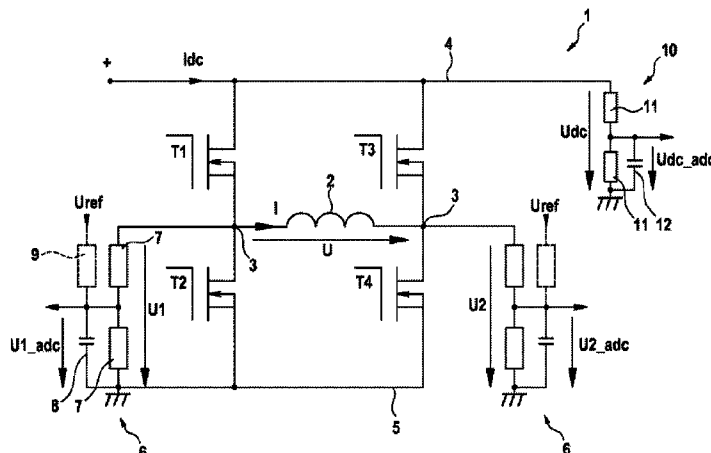 1
Idc
4
10
+
11
T1
T3
Udc
Udc_adc
2
I
3
11
12
Uref
Uref
9
7
3
U
T2
T4
U1
U2
U1_adc
U2_adc
8
7
5
6
6